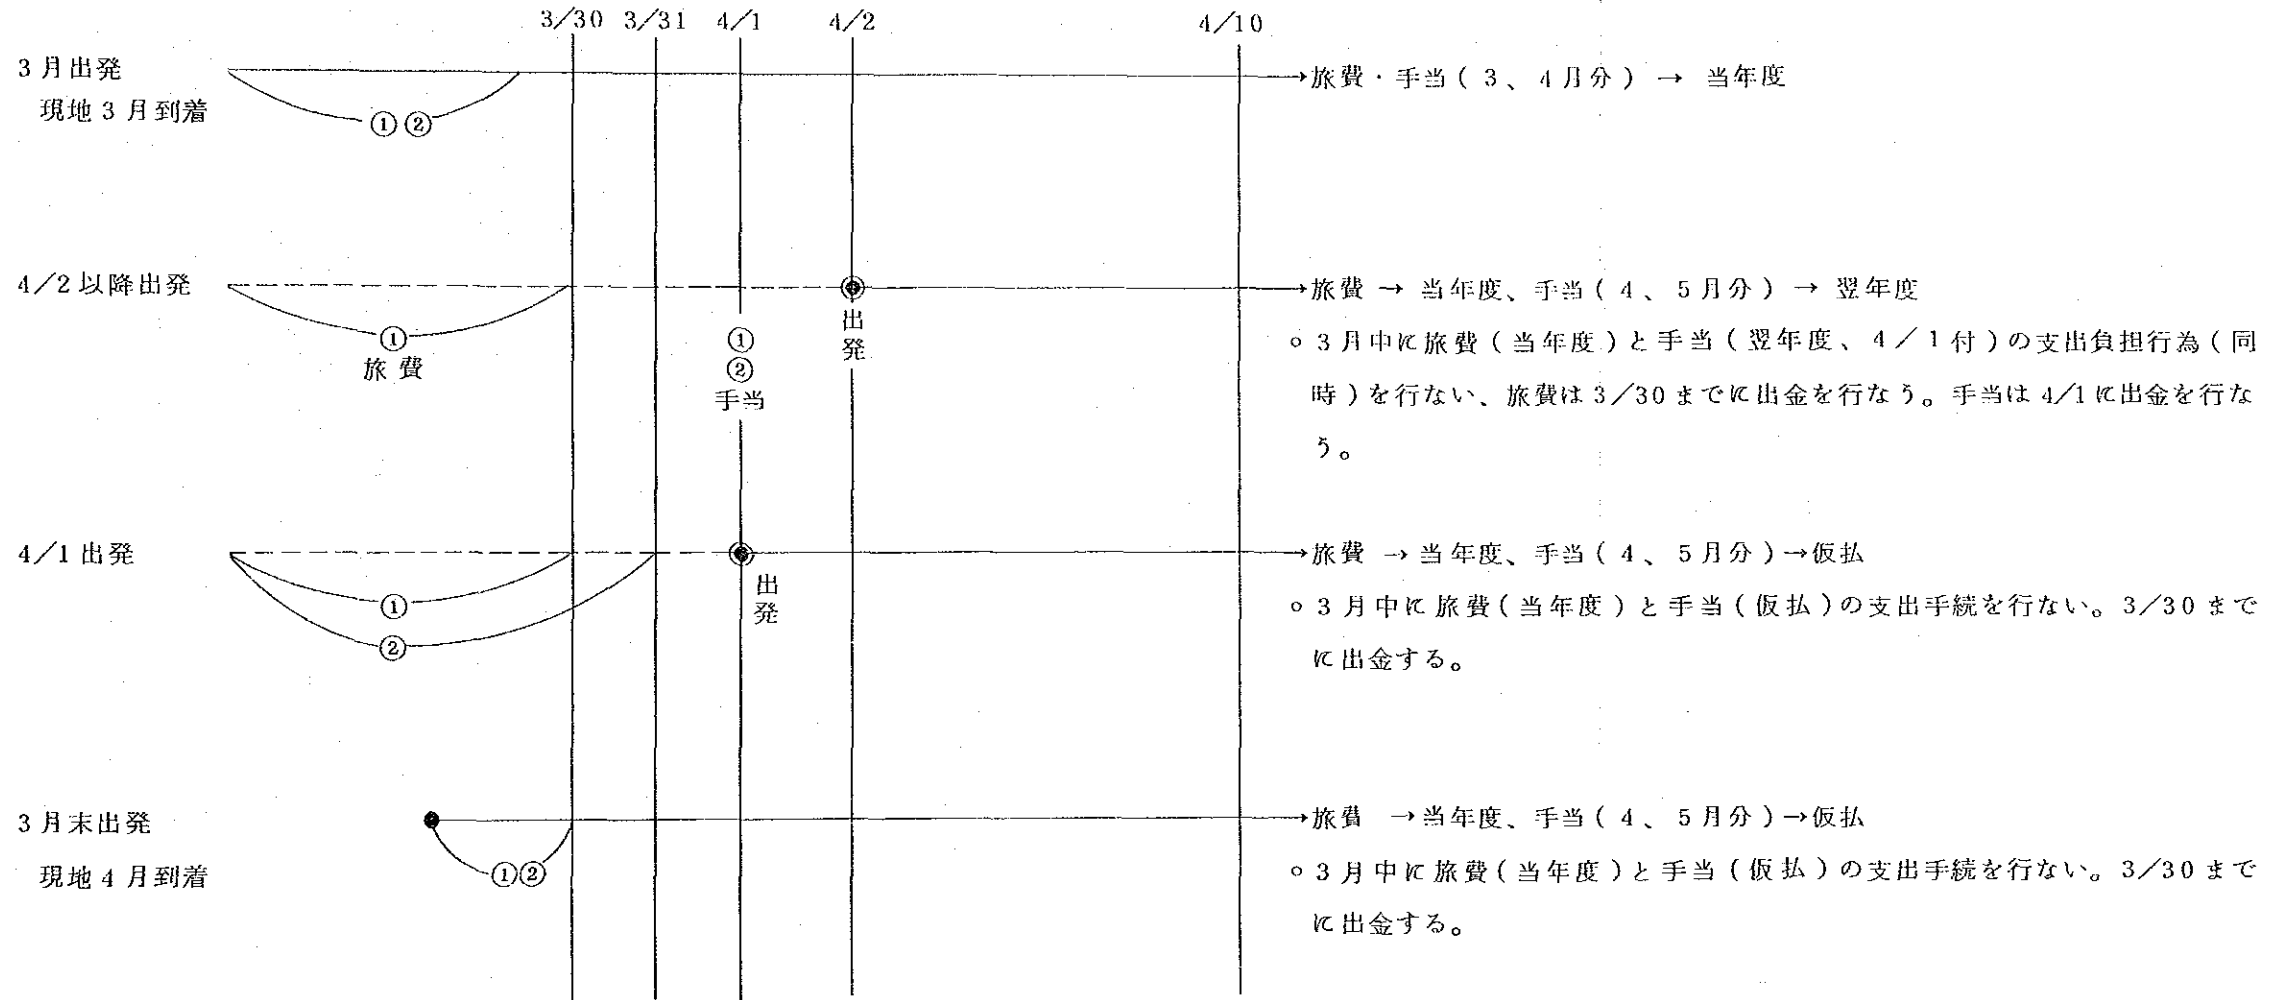 3/30 3/31 4/1 4/2 4/10
3月出発
現地3月到着
①②
旅費・手当(3、4月分) → 当年度
4/2以降出発
①
旅費
①
②
手当
出発
旅費 → 当年度、手当(4、5月分) → 翌年度
○3月中に旅費(当年度)と手当(翌年度、4/1付)の支出負担行為(同
時)を行ない、旅費は3/30までに出金を行なう。手当は4/1に出金を行な
う。
4/1出発
①
②
出発
旅費 → 当年度、手当(4、5月分)→仮払
○3月中に旅費(当年度)と手当(仮払)の支出手続を行ない。3/30まで
に出金する。
3月末出発
現地4月到着
①②
旅費 →当年度、手当(4、5月分)→仮払
○3月中に旅費(当年度)と手当(仮払)の支出手続を行ない。3/30まで
に出金する。